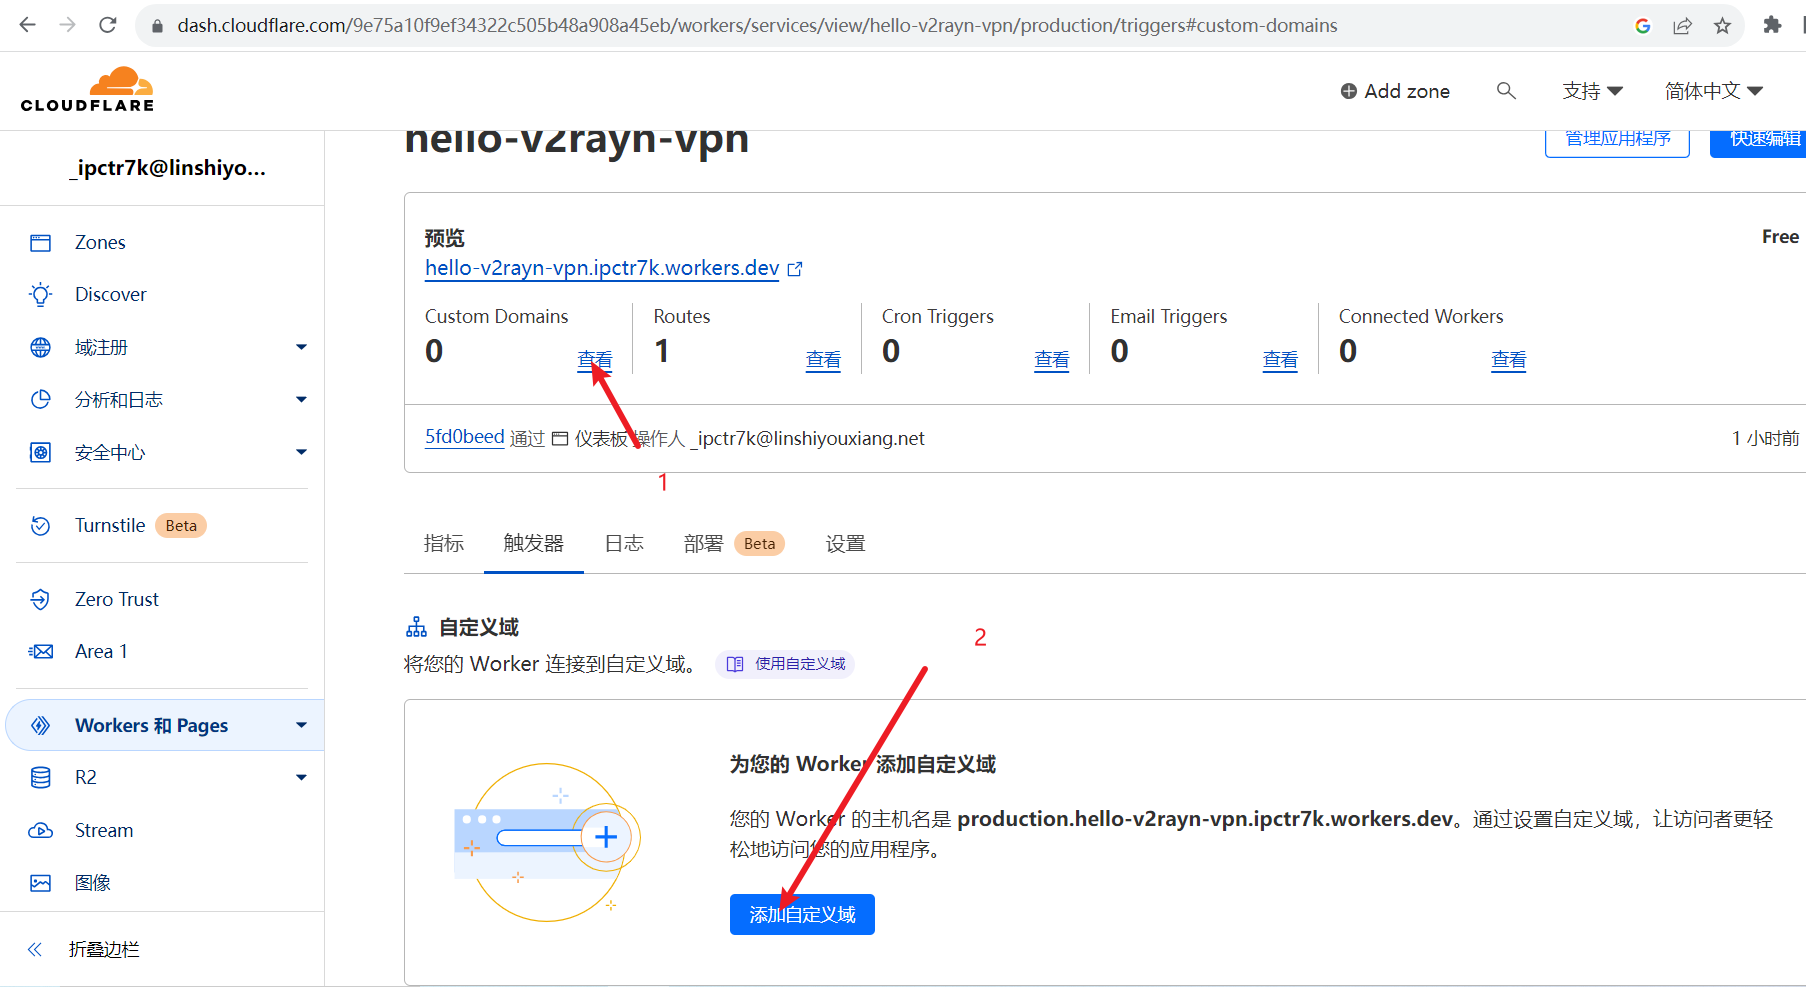 dash.cloudflare.com/9e75a10f9ef34322c505b48a908a45eb/workers/services/view/hello-v2rayn-vpn/production/triggers#custom-domains
CLOUDFLARE
Add zone
支持
简体中文
_ipctr7k@linshiyo...
Zones
Discover
域注册
分析和日志
安全中心
Turnstile Beta
Zero Trust
Area 1
Workers 和 Pages
R2
Stream
图像
折叠边栏
hello-v2rayn-vpn
管理应用程序
快速编辑
预览
Free
hello-v2rayn-vpn.ipctr7k.workers.dev
Custom Domains
0
查看
Routes
1
查看
Cron Triggers
0
查看
Email Triggers
0
查看
Connected Workers
0
查看
5fd0beed 通过 仪表板 操作人 _ipctr7k@linshiyouxiang.net
1 小时前
1
指标 触发器 日志 部署 Beta 设置
自定义域
2
将您的 Worker 连接到自定义域。 使用自定义域
为您的 Worker 添加自定义域
您的 Worker 的主机名是 production.hello-v2rayn-vpn.ipctr7k.workers.dev。通过设置自定义域，让访问者更轻
松地访问您的应用程序。
添加自定义域